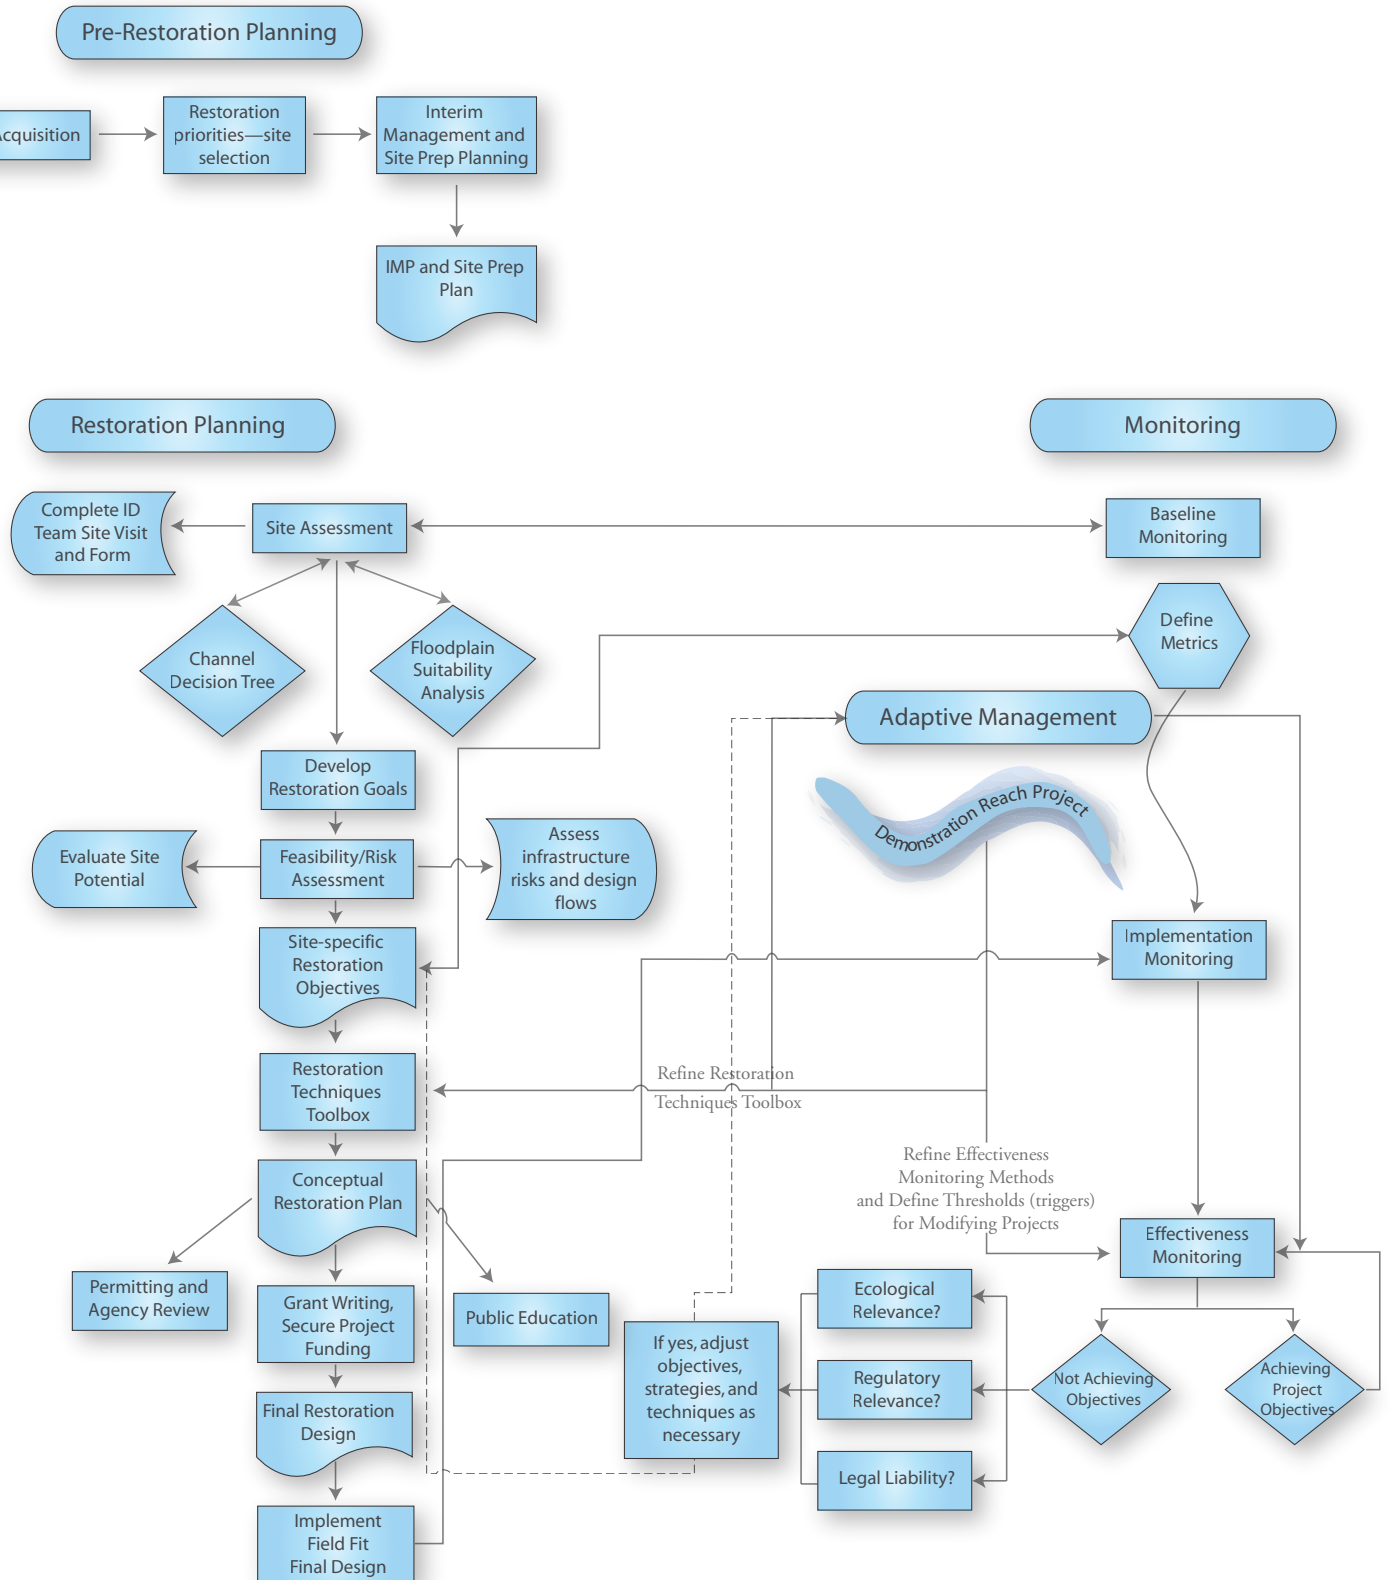 Pre-Restoration Planning
Acquisition
Restoration
priorities—site
selection
Interim
Management and
Site Prep Planning
IMP and Site Prep
Plan
Restoration Planning
Monitoring
Complete ID
Team Site Visit
and Form
Site Assessment
Baseline
Monitoring
Channel
Decision Tree
Floodplain
Suitability
Analysis
Define
Metrics
Adaptive Management
Develop
Restoration Goals
Demonstration Reach Project
Evaluate Site
Potential
Feasibility/Risk
Assessment
Assess
infrastructure
risks and design
flows
Site-specific
Restoration
Objectives
Implementation
Monitoring
Restoration
Techniques
Toolbox
Refine Restoration
Techniques Toolbox
Refine Effectiveness
Monitoring Methods
and Define Thresholds (triggers)
for Modifying Projects
Conceptual
Restoration Plan
Effectiveness
Monitoring
Permitting and
Agency Review
Grant Writing,
Secure Project
Funding
Public Education
If yes, adjust
objectives,
strategies, and
techniques as
necessary
Ecological
Relevance?
Regulatory
Relevance?
Legal Liability?
Not Achieving
Objectives
Achieving
Project
Objectives
Final Restoration
Design
Implement
Field Fit
Final Design